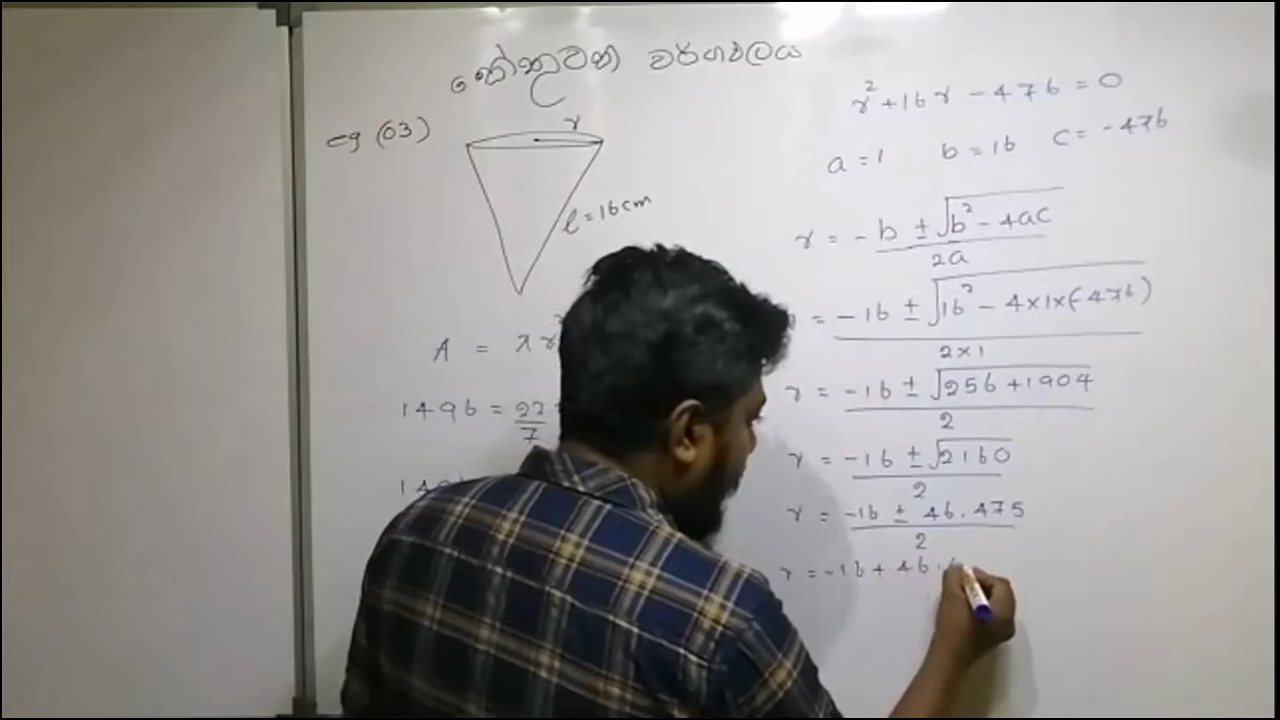 කේතුවක වර්ගඵලය
eg (03)
r
l = 16cm
A = πr
1496 = 22/7
149
r² + 16r - 476 = 0
a = 1 b = 16 c = -476
r = -b ± √b² - 4ac
2a
= -16 ± √16² - 4×1×(-476)
2×1
r = -16 ± √256 + 1904
2
r = -16 ± √2160
2
r = -16 ± 46.475
2
r = -16 + 46.